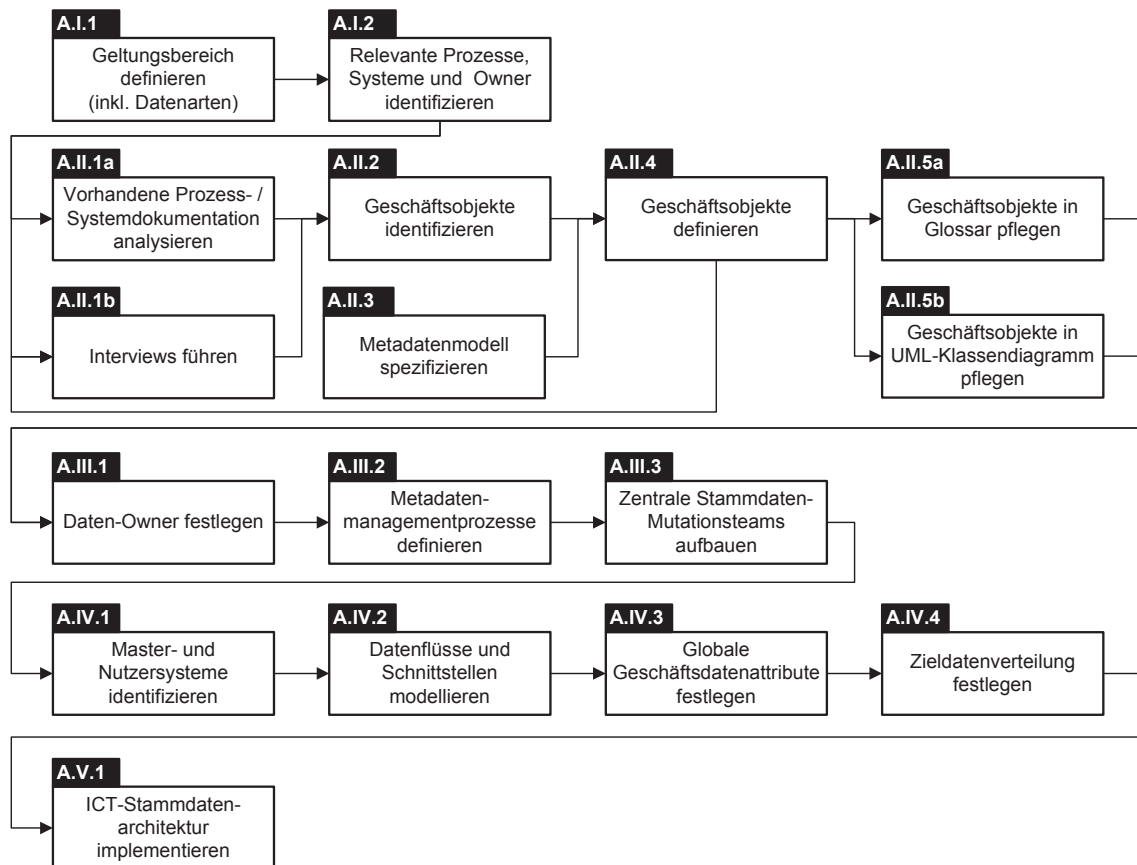 A.I.1
Geltungsbereich
definieren
(inkl. Datenarten)
A.I.2
Relevante Prozesse,
Systeme und Owner
identifizieren
A.II.1a
Vorhandene Prozess- /
Systemdokumentation
analysieren
A.II.2
Geschäftsobjekte
identifizieren
A.II.4
Geschäftsobjekte
definieren
A.II.5a
Geschäftsobjekte in
Glossar pflegen
A.II.1b
Interviews führen
A.II.3
Metadatenmodell
spezifizieren
A.II.5b
Geschäftsobjekte in
UML-Klassendiagramm
pflegen
A.III.1
Daten-Owner festlegen
A.III.2
Metadaten-
managementprozesse
definieren
A.III.3
Zentrale Stammdaten-
Mutationsteams
aufbauen
A.IV.1
Master- und
Nutzersysteme
identifizieren
A.IV.2
Datenflüsse und
Schnittstellen
modellieren
A.IV.3
Globale
Geschäftsdatenattribute
festlegen
A.IV.4
Zieldatenverteilung
festlegen
A.V.1
ICT-Stammdaten-
architektur
implementieren